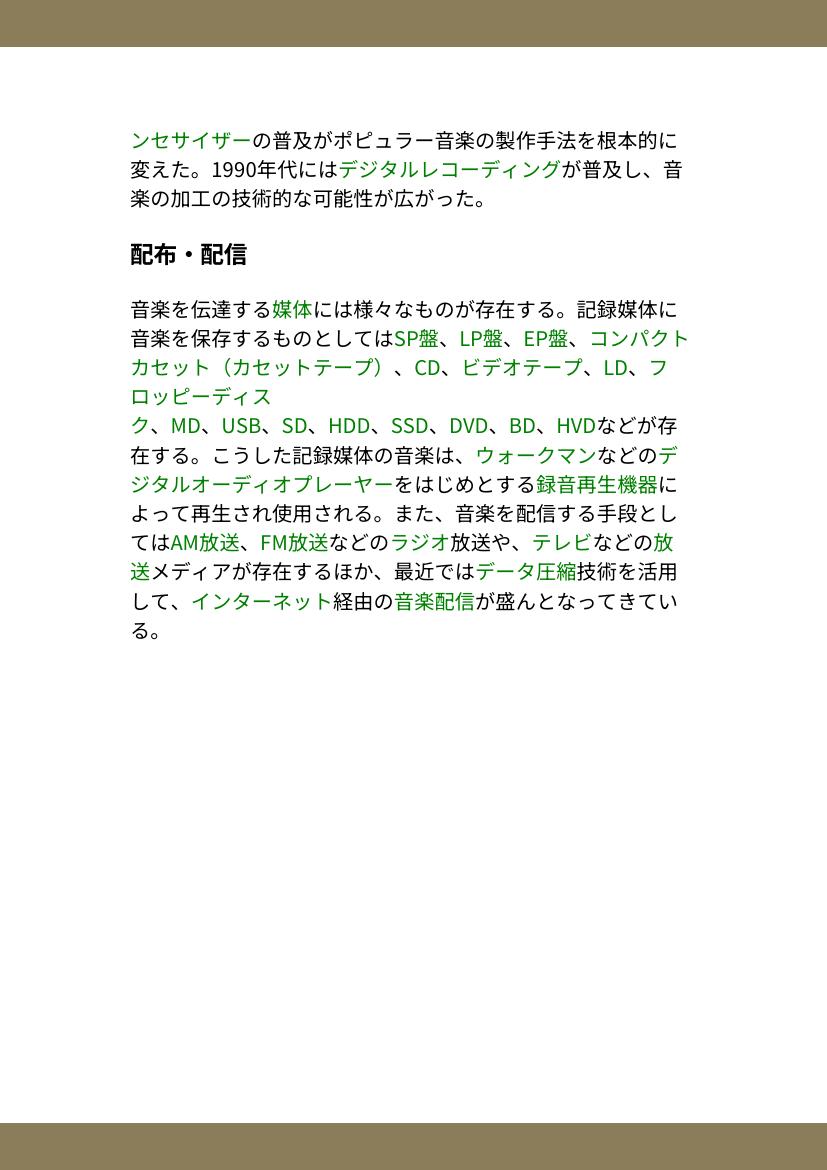 ンセサイザーの普及がポピュラー音楽の製作手法を根本的に
変えた。1990年代にはデジタルレコーディングが普及し、音
楽の加工の技術的な可能性が広がった。
配布・配信
音楽を伝達する媒体には様々なものが存在する。記録媒体に
音楽を保存するものとしてはSP盤、LP盤、EP盤、コンパクト
カセット（カセットテープ）、CD、ビデオテープ、LD、フ
ロッピーディス
ク、MD、USB、SD、HDD、SSD、DVD、BD、HVDなどが存
在する。こうした記録媒体の音楽は、ウォークマンなどのデ
ジタルオーディオプレーヤーをはじめとする録音再生機器に
よって再生され使用される。また、音楽を配信する手段とし
てはAM放送、FM放送などのラジオ放送や、テレビなどの放
送メディアが存在するほか、最近ではデータ圧縮技術を活用
して、インターネット経由の音楽配信が盛んとなってきてい
る。